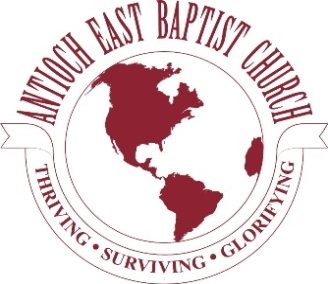 ANTIOCH EAST BAPTIST CHURCH
THRIVING • SURVIVING • GLORIFYING